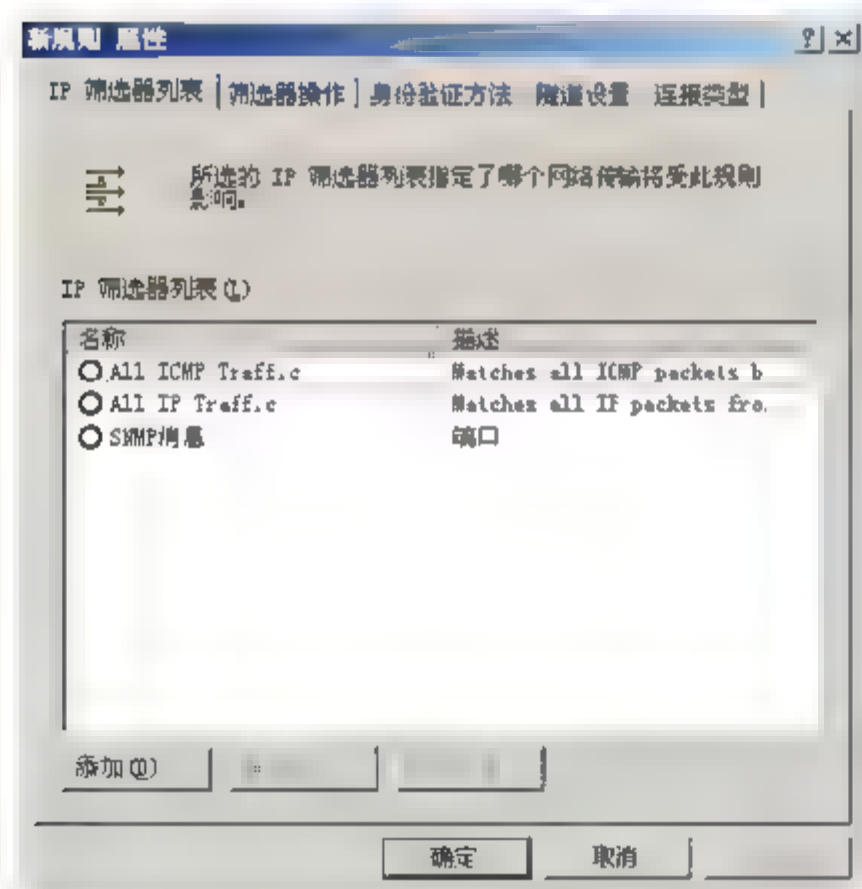 新规则 属性
IP 筛选器列表 筛选器操作 身份验证方法 隧道设置 连接类型
所选的 IP 筛选器列表指定了哪个网络传输将受此规则
影响。
IP 筛选器列表(L)
名称 描述
All ICMP Traffic Matches all ICMP packets b
All IP Traffic Matches all IP packets fro.
SNMP消息 端口
添加(D)
确定 取消